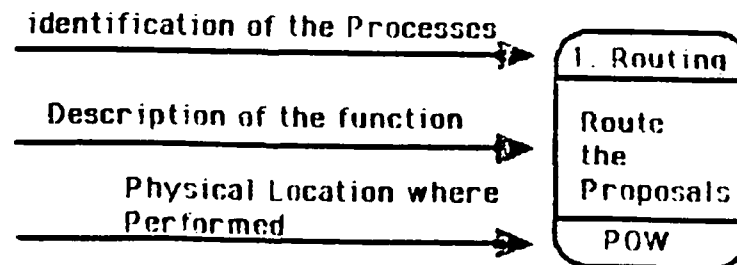 identification of the Processes
1. Routing
Description of the function
Route
the
Proposals
Physical Location where
Performed
POW